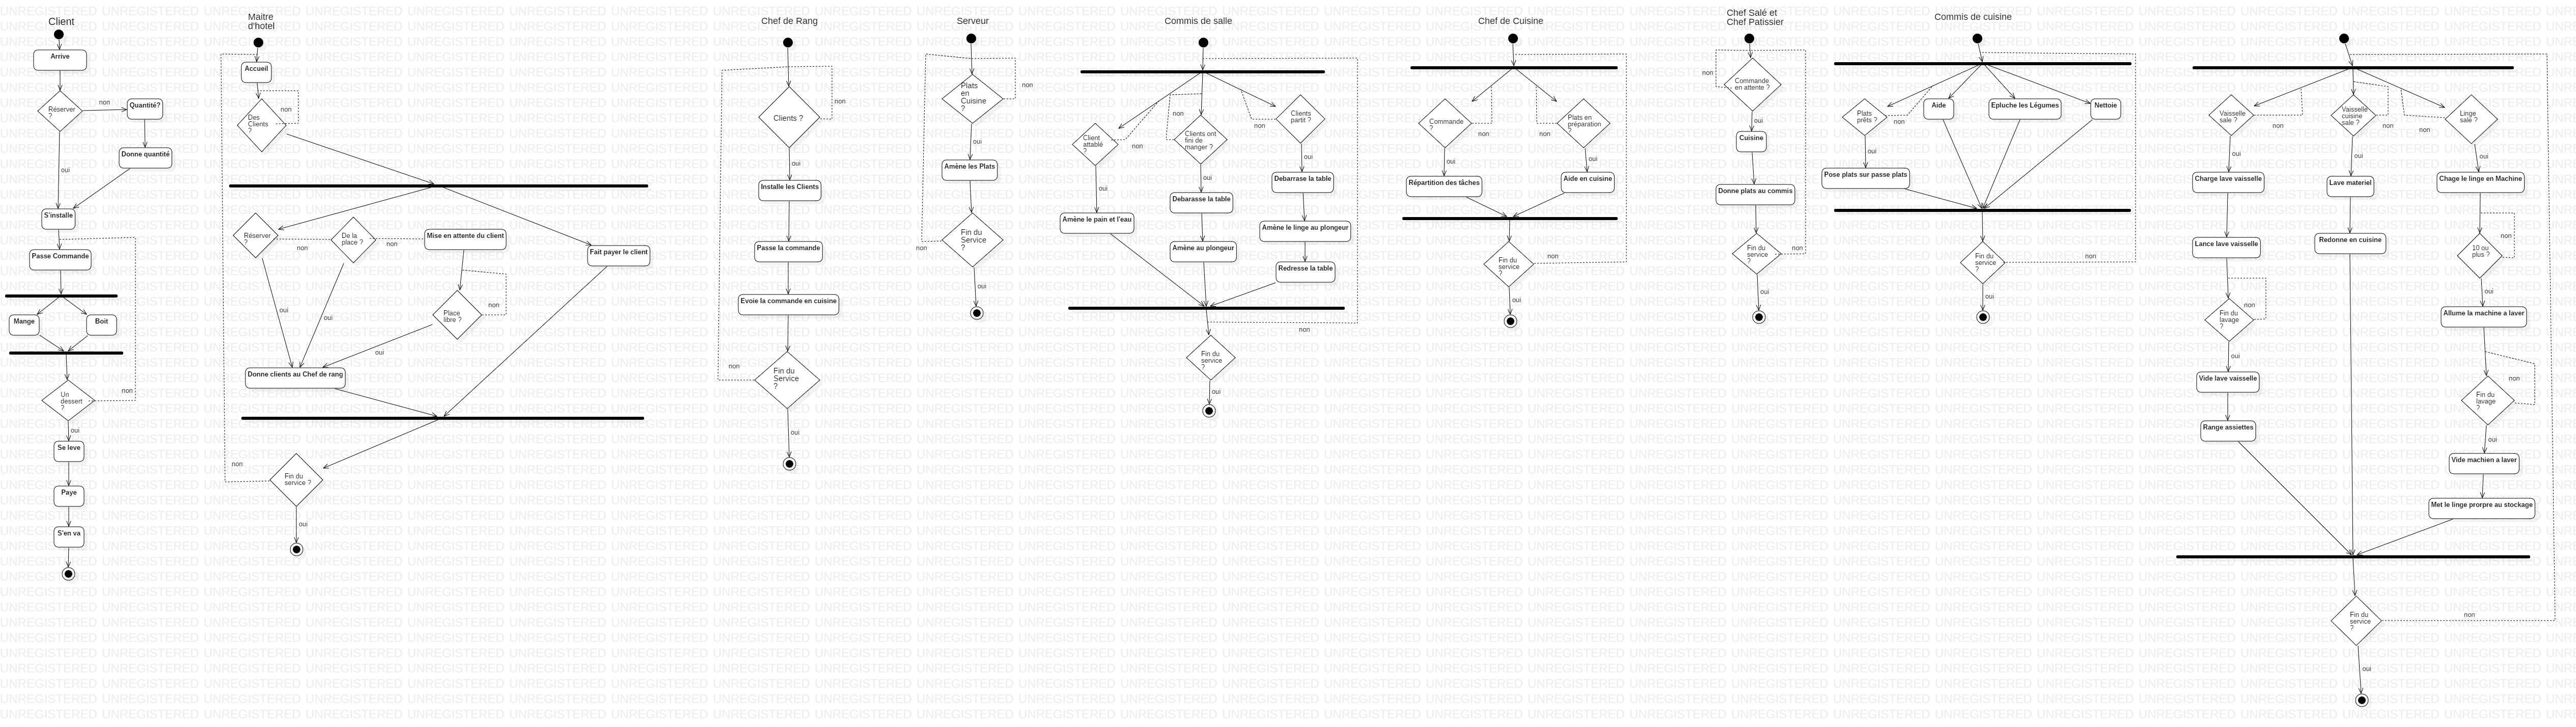 Client
Arrive
Réserver
?
non
Quantité?
Donne quantité
oui
S'installe
Passe Commande
Mange
Boit
Un
dessert
?
non
oui
Se leve
Paye
S'en va
Maitre
d'hotel
Accueil
Des
Clients
?
non
Réserver
?
non
De la
place ?
non
Mise en attente du client
Fait payer le client
oui
oui
Place
libre ?
non
oui
Donne clients au Chef de rang
non
Fin du
service ?
oui
Chef de Rang
Clients ?
non
oui
Installe les Clients
Passe la commande
Evoie la commande en cuisine
Fin du
Service
?
non
oui
Serveur
Plats
en
Cuisine
?
non
oui
Amène les Plats
Fin du
Service
?
non
oui
Commis de salle
Client
attablé
?
non
oui
Amène le pain et l'eau
Clients ont
fini de
manger ?
non
oui
Debarasse la table
Amène au plongeur
Clients
partit ?
non
oui
Debarrase la table
Amène le linge au plongeur
Redresse la table
non
Fin du
service
?
oui
Chef de Cuisine
Commande
?
non
oui
Répartition des tâches
Plats en
préparation
?
non
oui
Aide en cuisine
Fin du
service
?
non
oui
Chef Salé et
Chef Patissier
Commande
en attente ?
non
oui
Cuisine
Donne plats au commis
Fin du
service
?
non
oui
Commis de cuisine
Plats
prêts ?
non
oui
Pose plats sur passe plats
Aide
Epluche les Légumes
Nettoie
Fin du
service
?
non
oui
Vaisselle
sale ?
non
oui
Charge lave vaisselle
Lance lave vaisselle
Fin du
lavage
?
non
oui
Vide lave vaisselle
Range assiettes
Vaisselle
cuisine
sale ?
non
oui
Lave materiel
Redonne en cuisine
Linge
sale ?
non
oui
Chage le linge en Machine
10 ou
plus ?
non
oui
Allume la machine a laver
Fin du
lavage
?
non
oui
Vide machien a laver
Met le linge prorpre au stockage
Fin du
service
?
non
oui